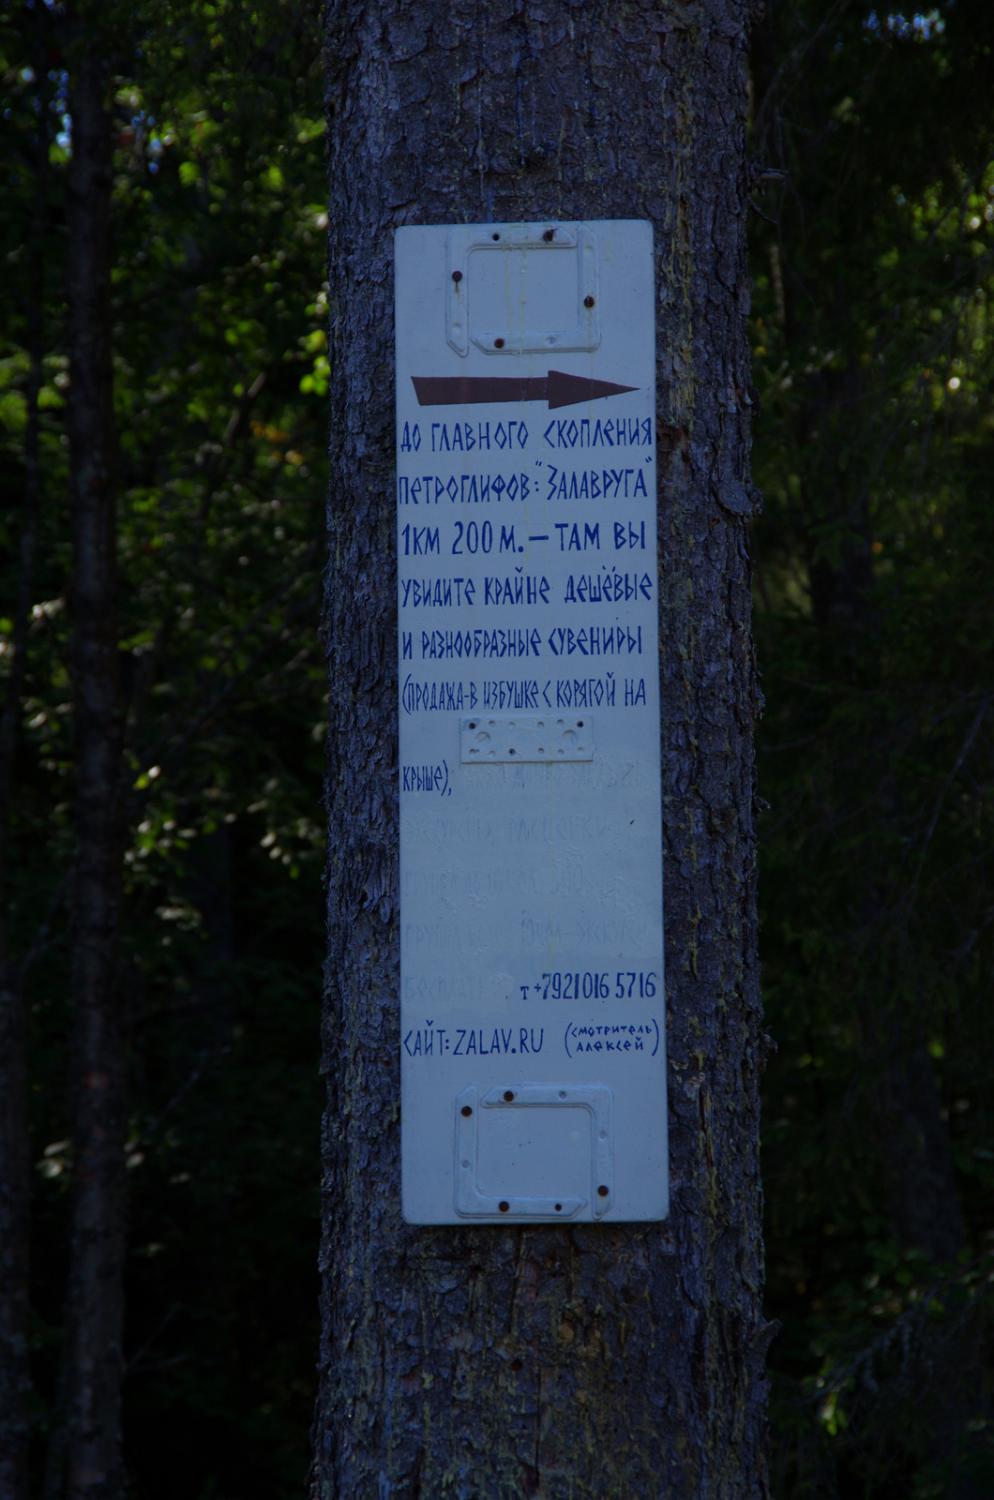 ДО ГЛАВНОГО СКОПЛЕНИЯ
ПЕТРОГЛИФОВ: "ЗАЛАВРУГА"
1КМ 200 М. — ТАМ ВЫ
УВИДИТЕ КРАЙНЕ ДЕШЁВЫЕ
И РАЗНООБРАЗНЫЕ СУВЕНИРЫ
(ПРОДАЖА-В ИЗБУШКЕ С КОРЯГОЙ НА
КРЫШЕ),
т +7921016 5716
САЙТ: ZALAV.RU (СМОТРИТЕЛЬ
АЛЕКСЕЙ)